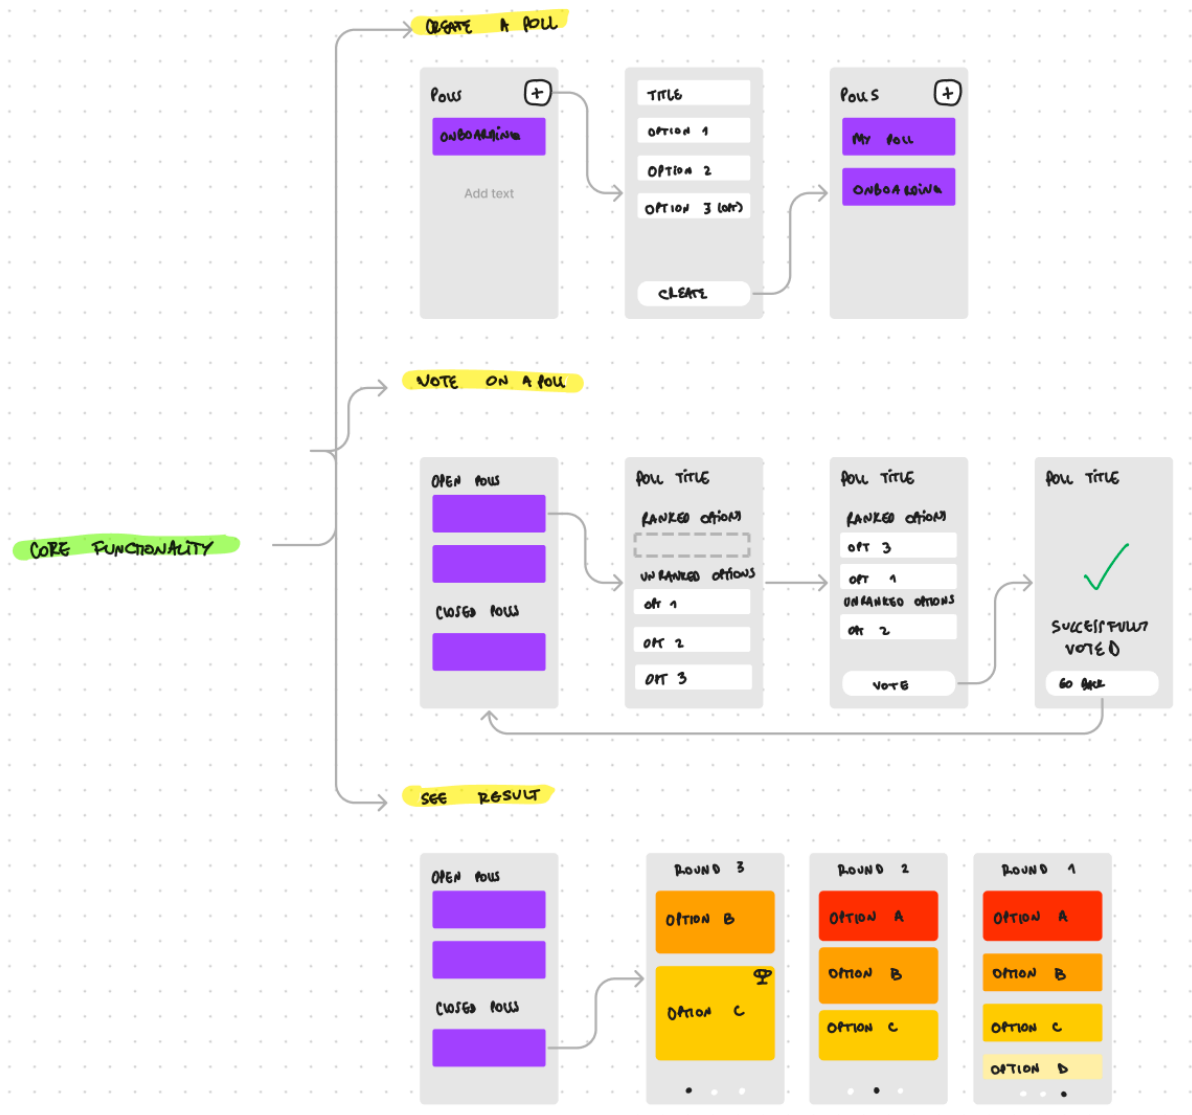 CREATE A POLL
POLLS +
ONBOARDING
Add text
TITLE
OPTION 1
OPTION 2
OPTION 3 (OPT)
CREATE
POLLS +
MY POLL
ONBOARDING
VOTE ON A POLL
CORE FUNCTIONALITY
OPEN POLLS
CLOSED POLLS
POLL TITLE
RANKED OPTIONS
UNRANKED OPTIONS
OPT 1
OPT 2
OPT 3
POLL TITLE
RANKED OPTIONS
OPT 3
OPT 1
UNRANKED OPTIONS
OPT 2
VOTE
POLL TITLE
SUCCESSFULLY
VOTED
GO BACK
SEE RESULT
OPEN POLLS
CLOSED POLLS
ROUND 3
OPTION B
OPTION C
ROUND 2
OPTION A
OPTION B
OPTION C
ROUND 1
OPTION A
OPTION B
OPTION C
OPTION D